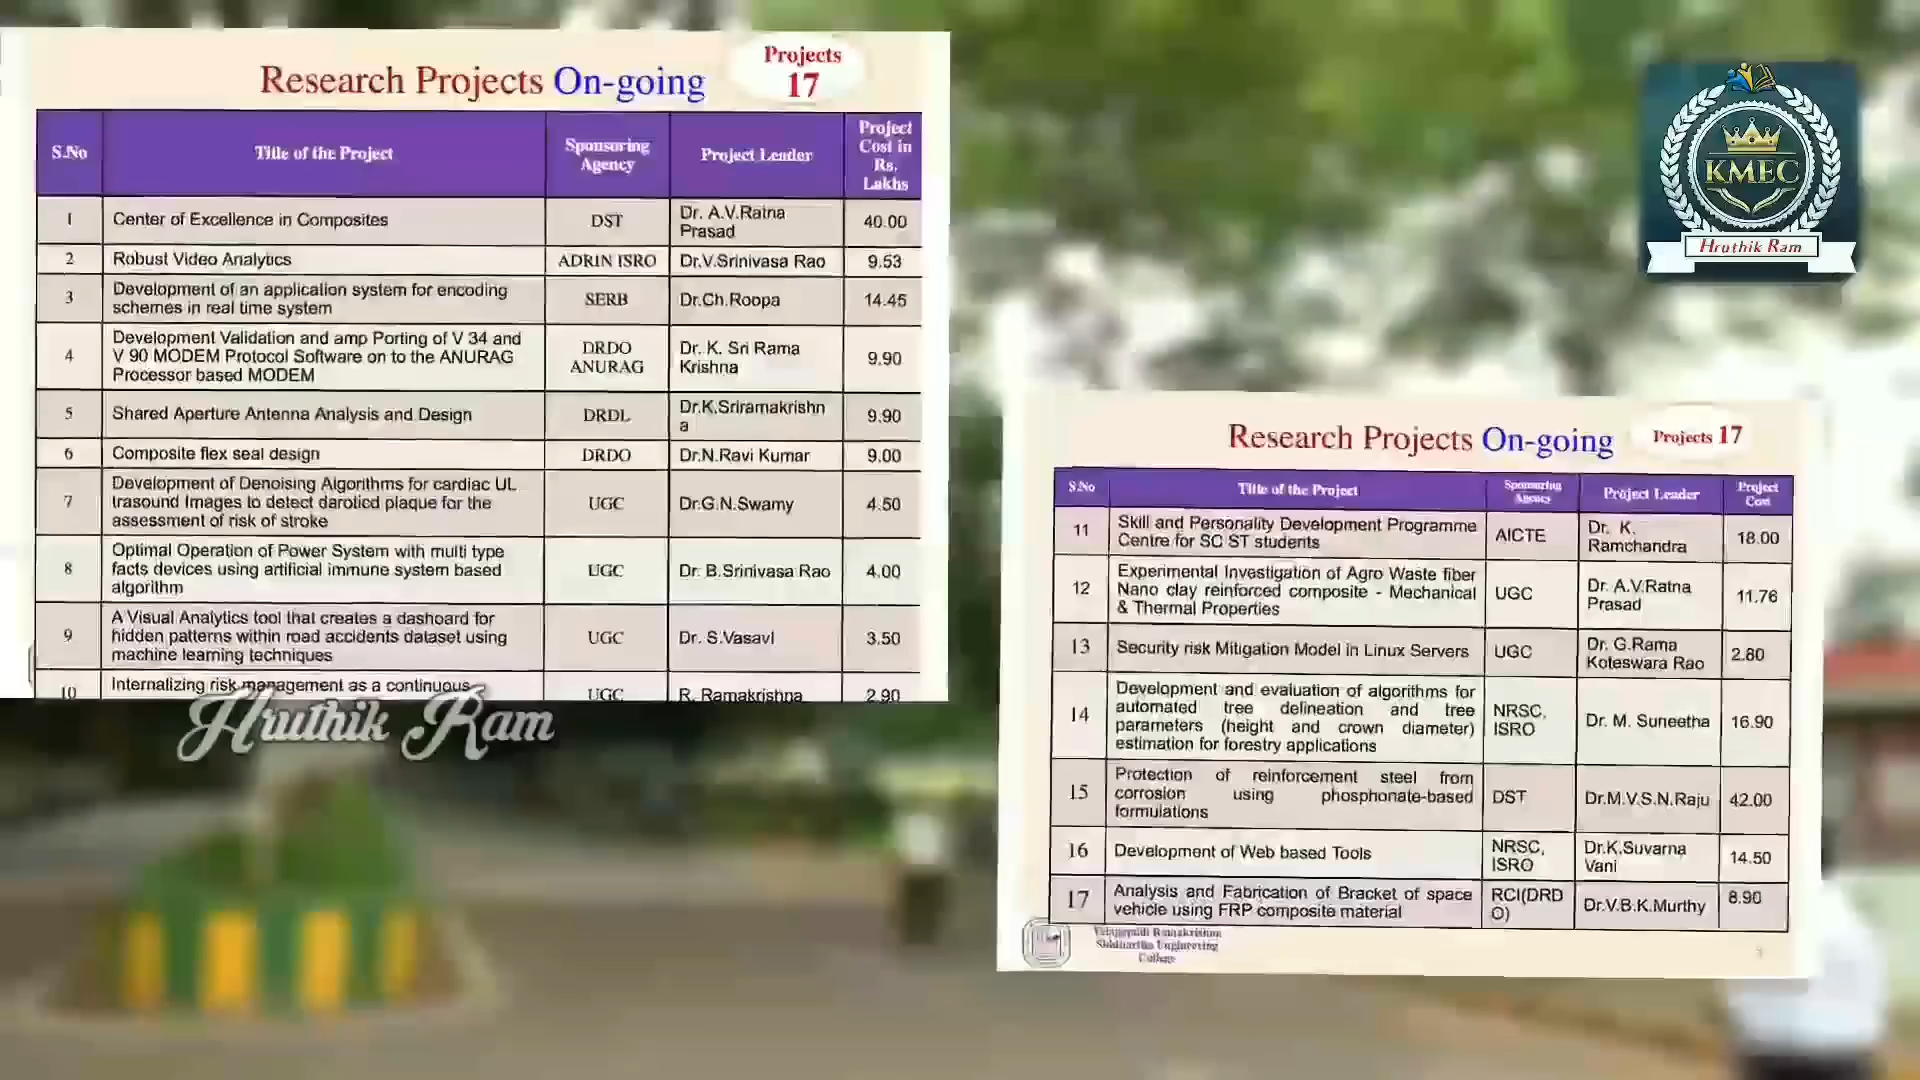 Research Projects On-going
Projects
17
S.No
Title of the Project
Sponsoring
Agency
Project Leader
Project
Cost in
Rs.
Lakhs
1
Center of Excellence in Composites
DST
Dr. A.V.Ratna
Prasad
40.00
2
Robust Video Analytics
ADRIN ISRO
Dr.V.Srinivasa Rao
9.53
3
Development of an application system for encoding
schemes in real time system
SERB
Dr.Ch.Roopa
14.45
4
Development Validation and amp Porting of V 34 and
V 90 MODEM Protocol Software on to the ANURAG
Processor based MODEM
DRDO
ANURAG
Dr. K. Sri Rama
Krishna
9.90
5
Shared Aperture Antenna Analysis and Design
DRDL
Dr.K.Sriramakrishn
a
9.90
6
Composite flex seal design
DRDO
Dr.N.Ravi Kumar
9.00
7
Development of Denoising Algorithms for cardiac UL
trasound Images to detect daroticd plaque for the
assessment of risk of stroke
UGC
Dr.G.N.Swamy
4.50
8
Optimal Operation of Power System with multi type
facts devices using artificial immune system based
algorithm
UGC
Dr. B.Srinivasa Rao
4.00
9
A Visual Analytics tool that creates a dashoard for
hidden patterns within road accidents dataset using
machine learning techniques
UGC
Dr. S.Vasavi
3.50
10
Internalizing risk management as a continuous
UGC
R. Ramakrishna
2.90
Hruthik Ram
KMEC
Hruthik Ram
Research Projects On-going
Projects 17
S.No
Title of the Project
Sponsoring
Agency
Project Leader
Project
Cost
11
Skill and Personality Development Programme
Centre for SC ST students
AICTE
Dr. K.
Ramchandra
18.00
12
Experimental Investigation of Agro Waste fiber
Nano clay reinforced composite - Mechanical
& Thermal Properties
UGC
Dr. A.V.Ratna
Prasad
11.76
13
Security risk Mitigation Model in Linux Servers
UGC
Dr. G.Rama
Koteswara Rao
2.80
14
Development and evaluation of algorithms for
automated tree delineation and tree
parameters (height and crown diameter)
estimation for forestry applications
NRSC,
ISRO
Dr. M. Suneetha
16.90
15
Protection of reinforcement steel from
corrosion using phosphonate-based
formulations
DST
Dr.M.V.S.N.Raju
42.00
16
Development of Web based Tools
NRSC,
ISRO
Dr.K.Suvarna
Vani
14.50
17
Analysis and Fabrication of Bracket of space
vehicle using FRP composite material
RCI(DRD
O)
Dr.V.B.K.Murthy
8.90
Siddhartha Engineering
College